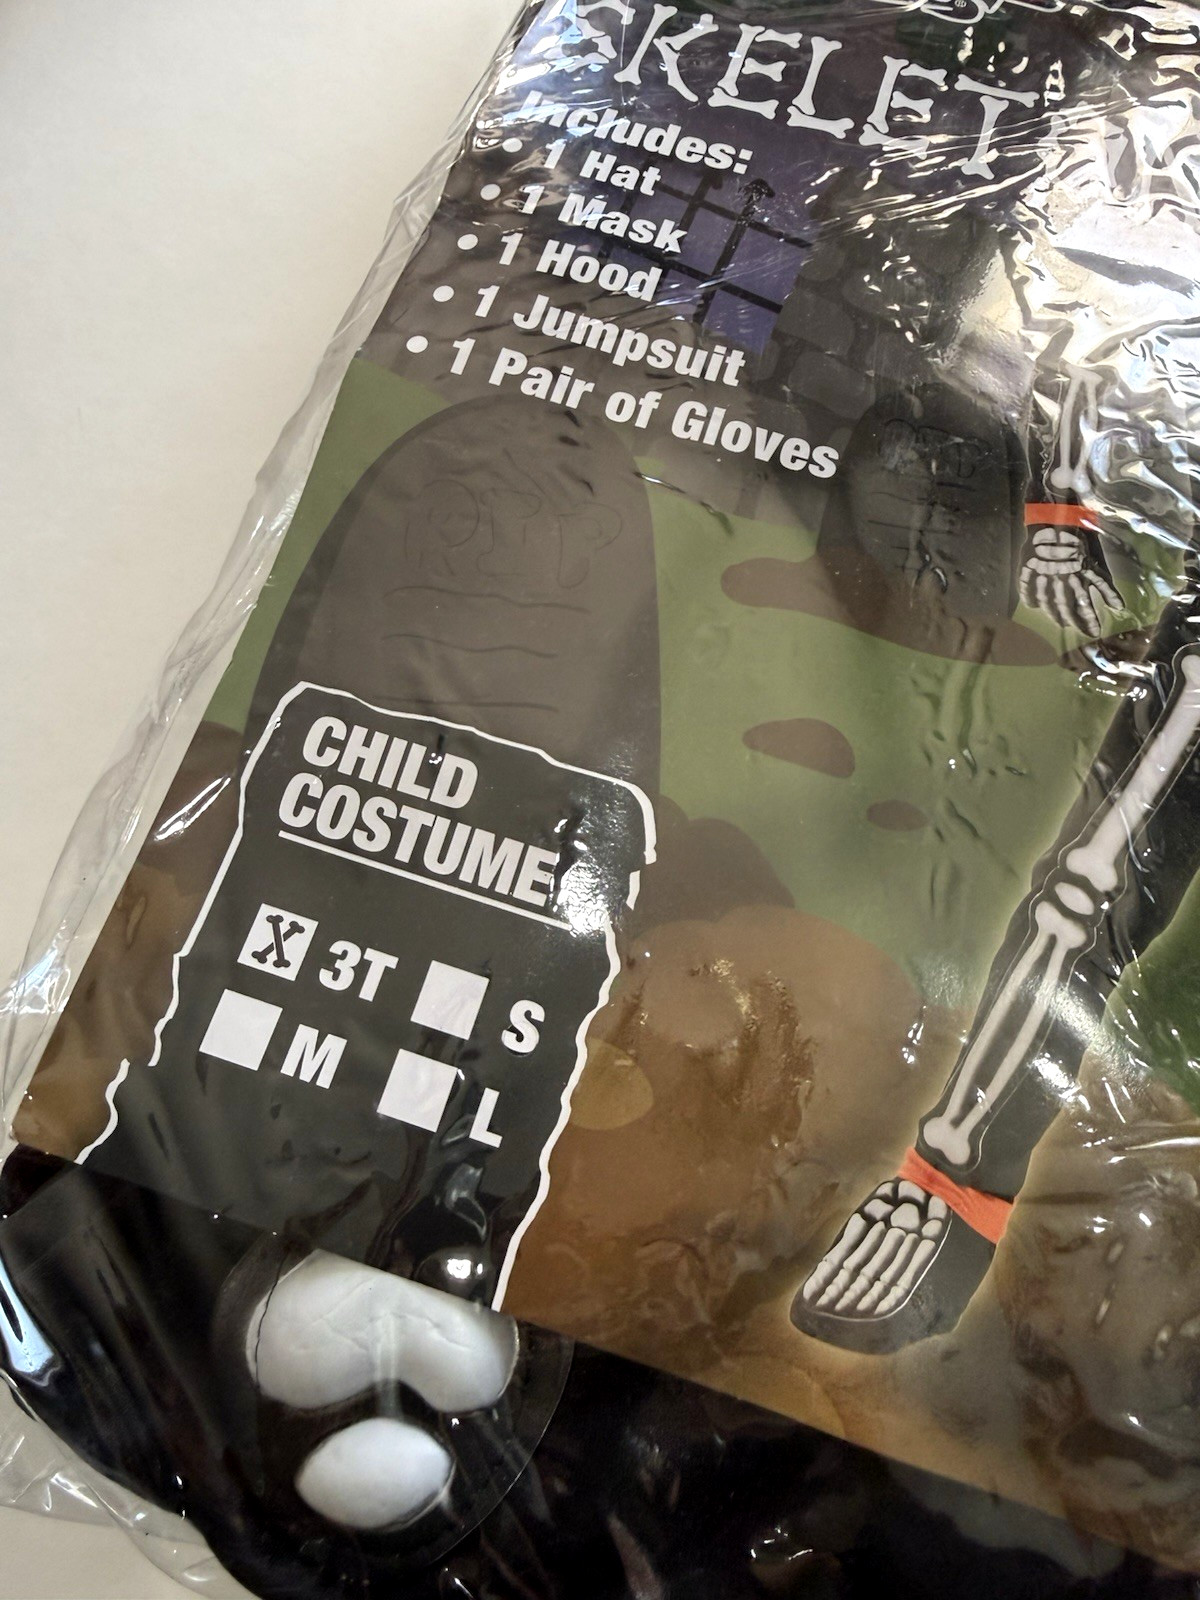 SKELET
Includes:
• 1 Hat
• 1 Mask
• 1 Hood
• 1 Jumpsuit
• 1 Pair of Gloves
RIP
CHILD
COSTUME
X 3T S
M L